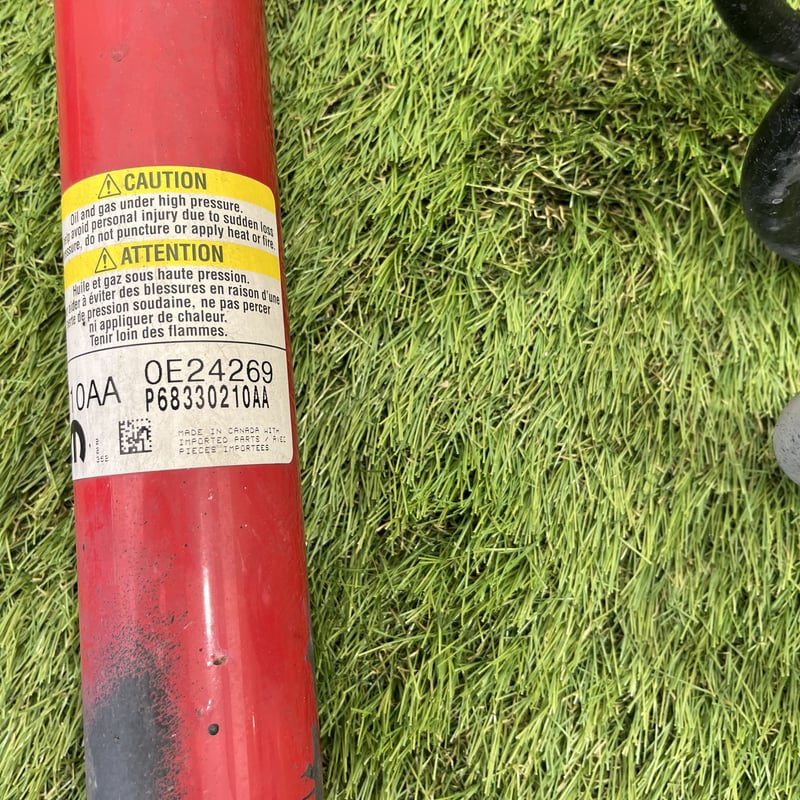 CAUTION
Oil and gas under high pressure.
avoid personal injury due to sudden loss
do not puncture or apply heat or fire.
ATTENTION
Huile et gaz sous haute pression.
à éviter des blessures en raison d'une
de pression soudaine, ne pas percer
ni appliquer de chaleur.
Tenir loin des flammes.
10AA 0E24269
P68330210AA
MADE IN CANADA WITH
IMPORTED PARTS / AVEC
PIECES IMPORTEES